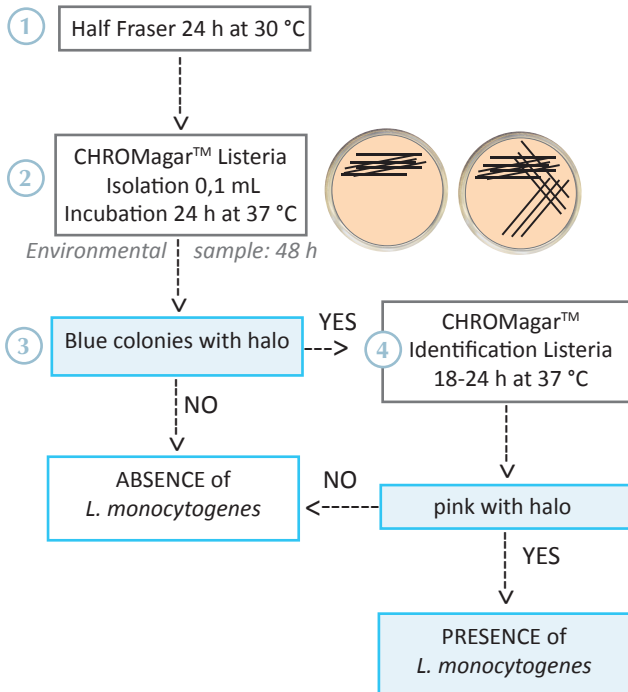 1
Half Fraser 24 h at 30 °C
2
CHROMagar™ Listeria
Isolation 0,1 mL
Incubation 24 h at 37 °C
Environmental sample: 48 h
3
Blue colonies with halo
YES
4
CHROMagar™
Identification Listeria
18-24 h at 37 °C
NO
ABSENCE of
L. monocytogenes
NO
pink with halo
YES
PRESENCE of
L. monocytogenes